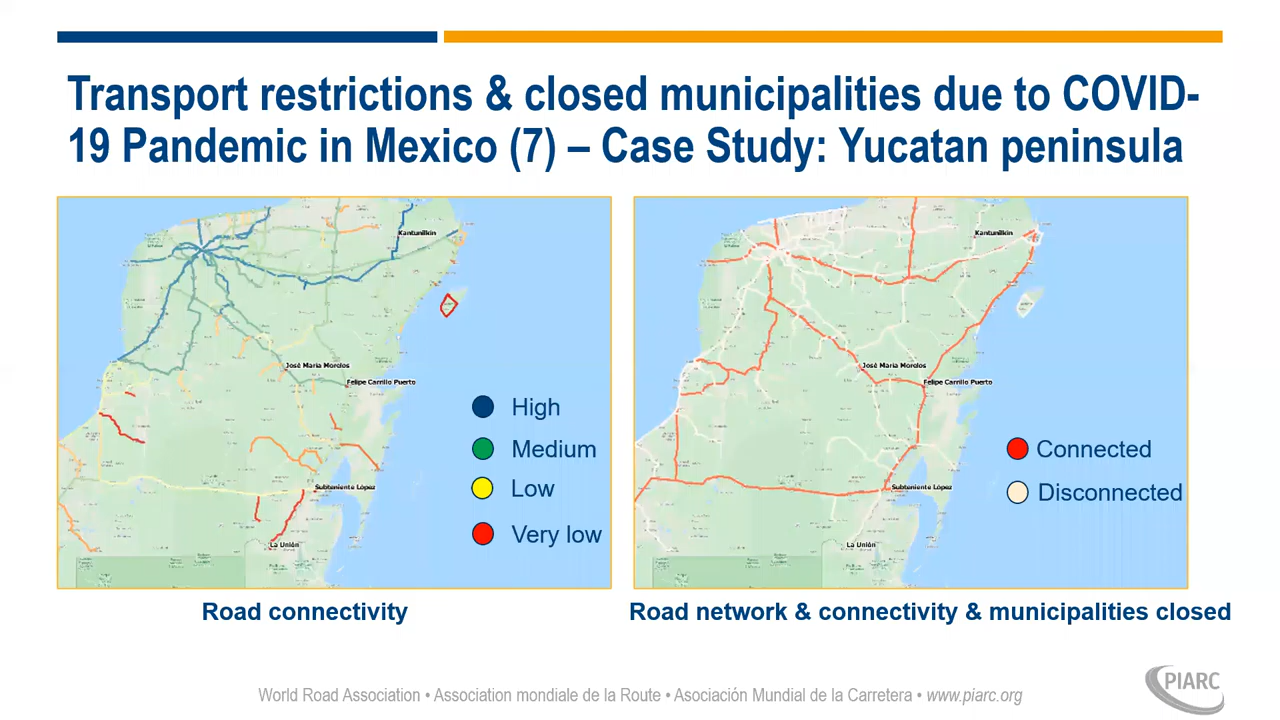 Transport restrictions & closed municipalities due to COVID-
19 Pandemic in Mexico (7) – Case Study: Yucatan peninsula
Kantunilkín
José María Morelos
Felipe Carrillo Puerto
High
Medium
Low
Subteniente López
Very low
La Unión
Kantunilkín
José María Morelos
Felipe Carrillo Puerto
Connected
Subteniente López
Disconnected
La Unión
Road connectivity
Road network & connectivity & municipalities closed
World Road Association • Association mondiale de la Route • Asociación Mundial de la Carretera • www.piarc.org
PIARC